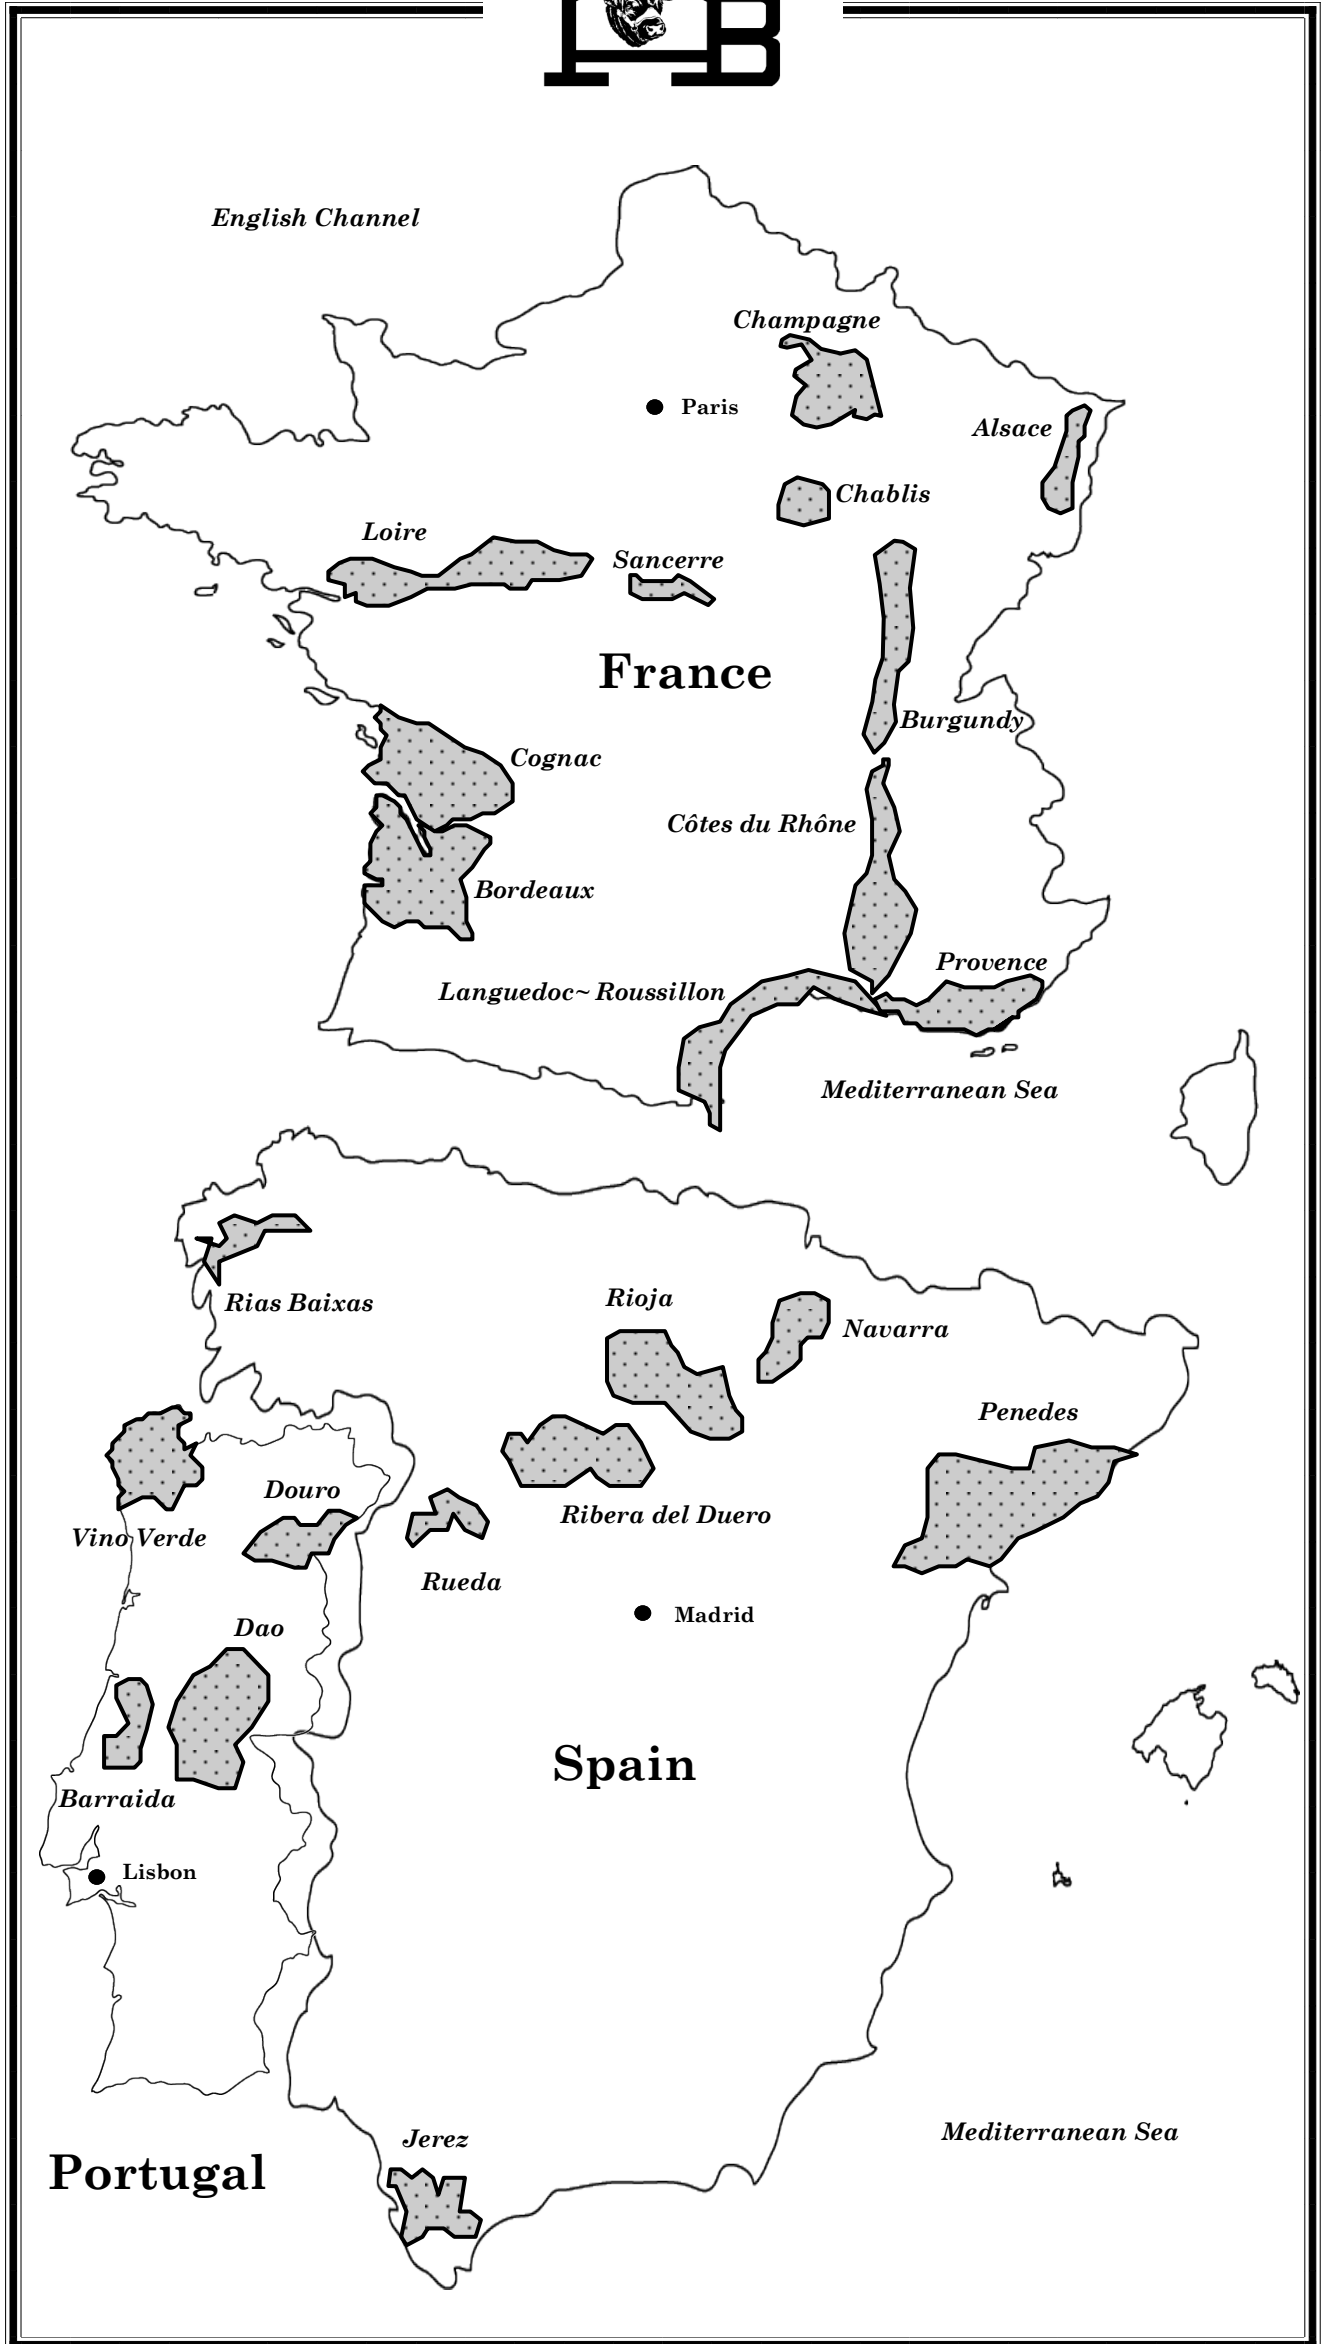 HB
English Channel
Champagne
Paris
Alsace
Chablis
Loire
Sancerre
France
Burgundy
Cognac
Côtes du Rhône
Bordeaux
Provence
Languedoc~Roussillon
Mediterranean Sea
Rias Baixas
Rioja
Navarra
Penedes
Douro
Ribera del Duero
Vino Verde
Rueda
Madrid
Dao
Spain
Barraida
Lisbon
Mediterranean Sea
Jerez
Portugal